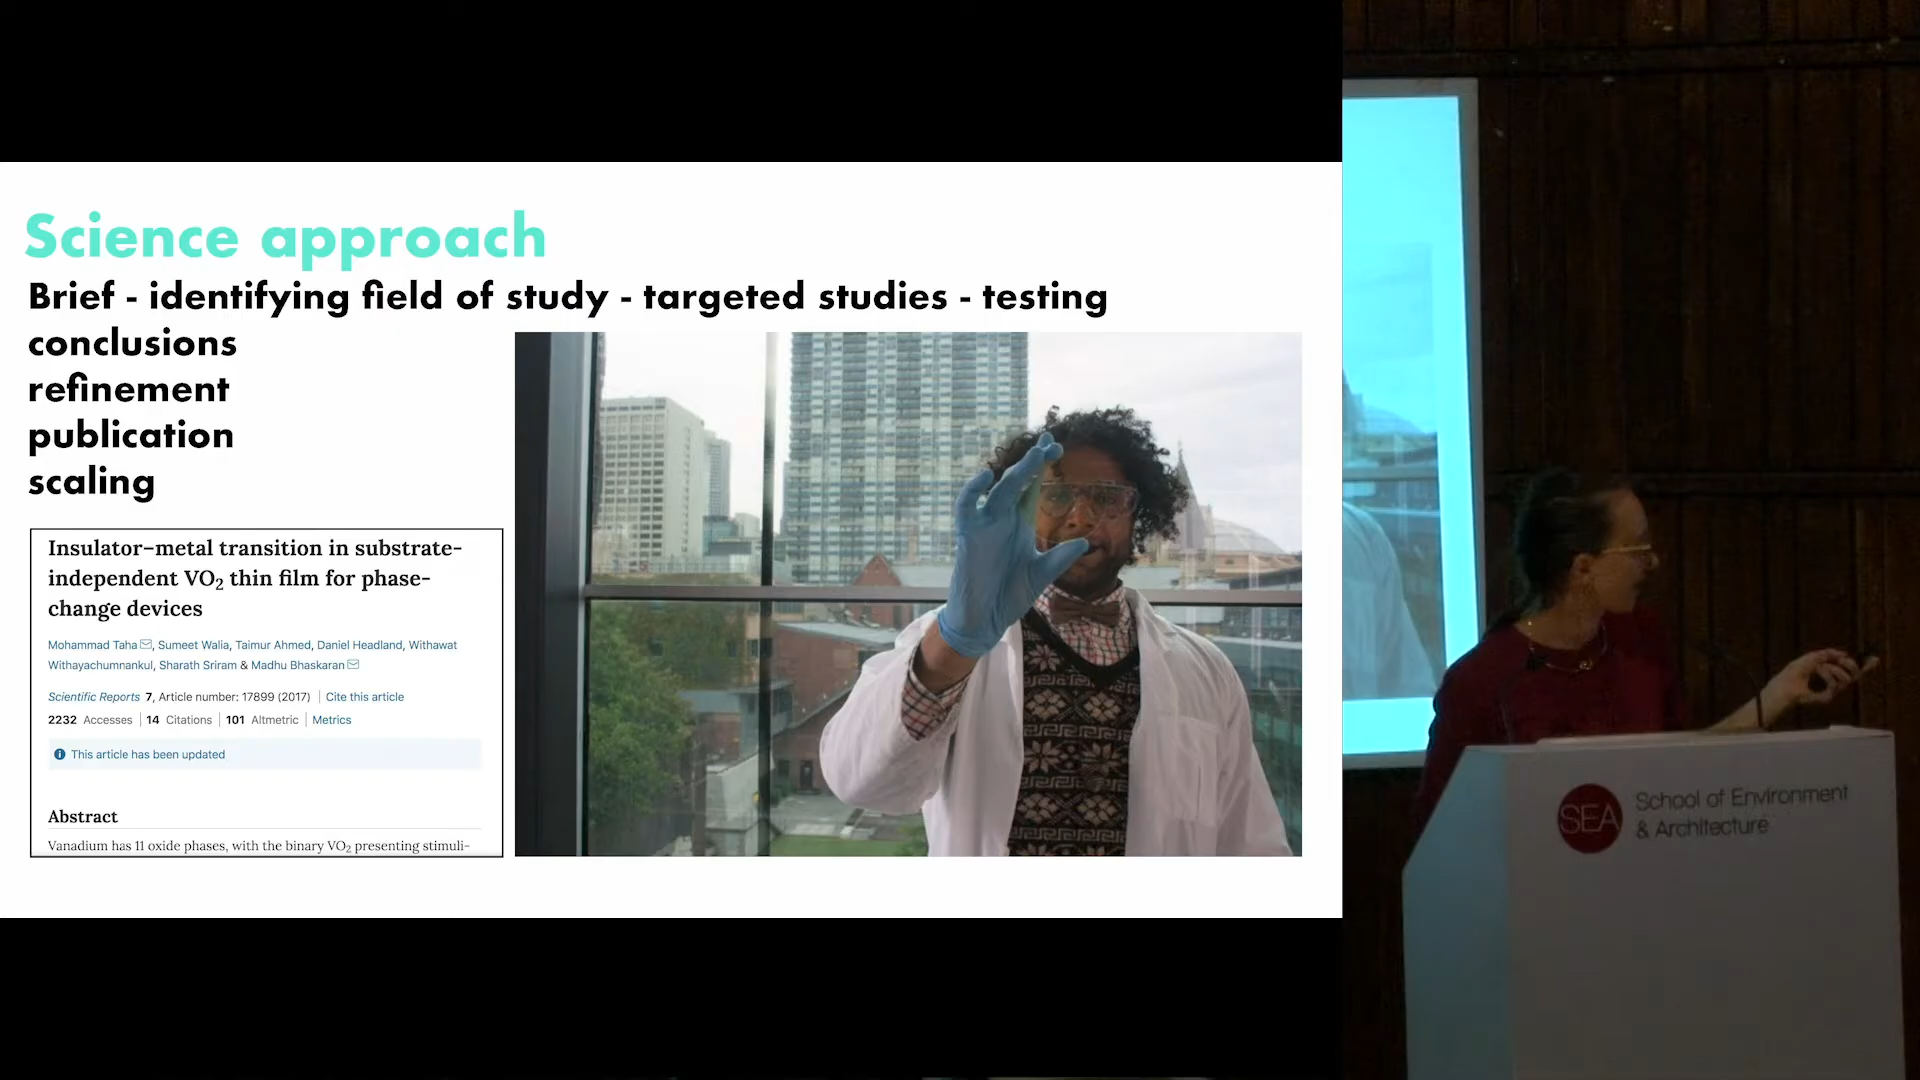 Science approach
Brief - identifying field of study - targeted studies - testing
conclusions
refinement
publication
scaling
Insulator–metal transition in substrate-
independent VO2 thin film for phase-
change devices
Mohammad Taha, Sumeet Walia, Taimur Ahmed, Daniel Headland, Withawat
Withayachumnankul, Sharath Sriram & Madhu Bhaskaran
Scientific Reports 7, Article number: 17899 (2017) | Cite this article
2232 Accesses | 14 Citations | 101 Altmetric | Metrics
This article has been updated
Abstract
Vanadium has 11 oxide phases, with the binary VO2 presenting stimuli-
SEA
School of Environment
& Architecture